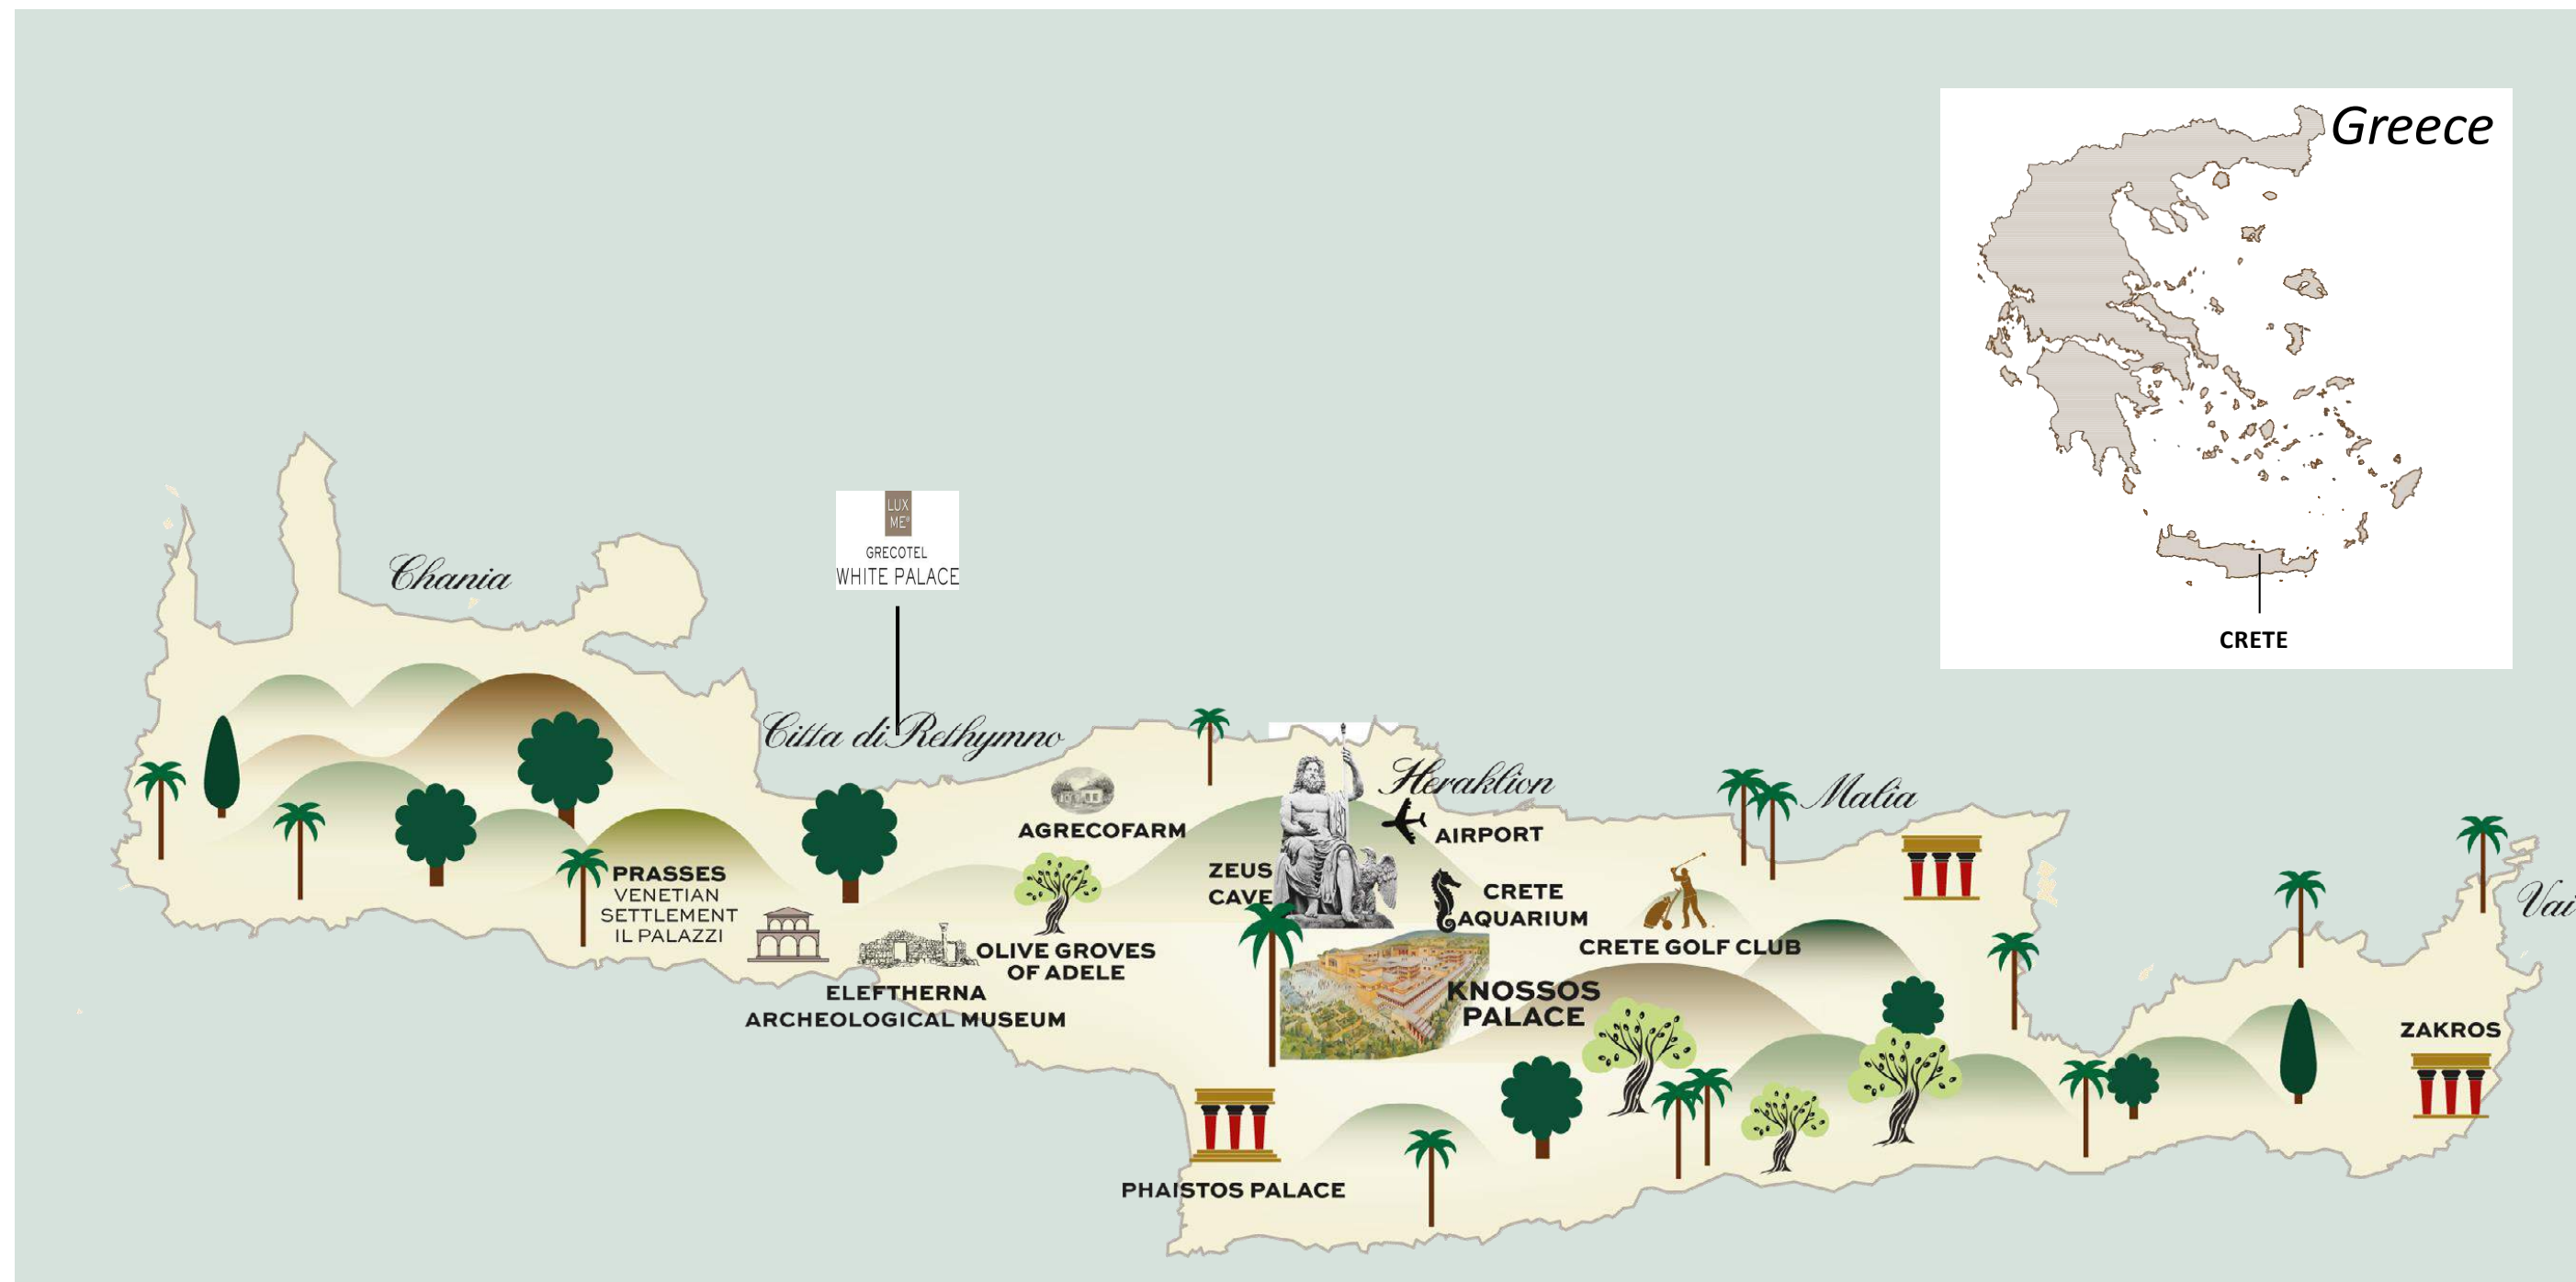 Greece
CRETE
LUX
ME®
GRECOTEL
WHITE PALACE
Chania
Citta di Rethymno
Heraklion
Malia
Vai
AGRECOFARM
AIRPORT
ZEUS
CAVE
CRETE
AQUARIUM
PRASSES
VENETIAN
SETTLEMENT
IL PALAZZI
CRETE GOLF CLUB
OLIVE GROVES
OF ADELE
ELEFTHERNA
ARCHEOLOGICAL MUSEUM
KNOSSOS
PALACE
ZAKROS
PHAISTOS PALACE